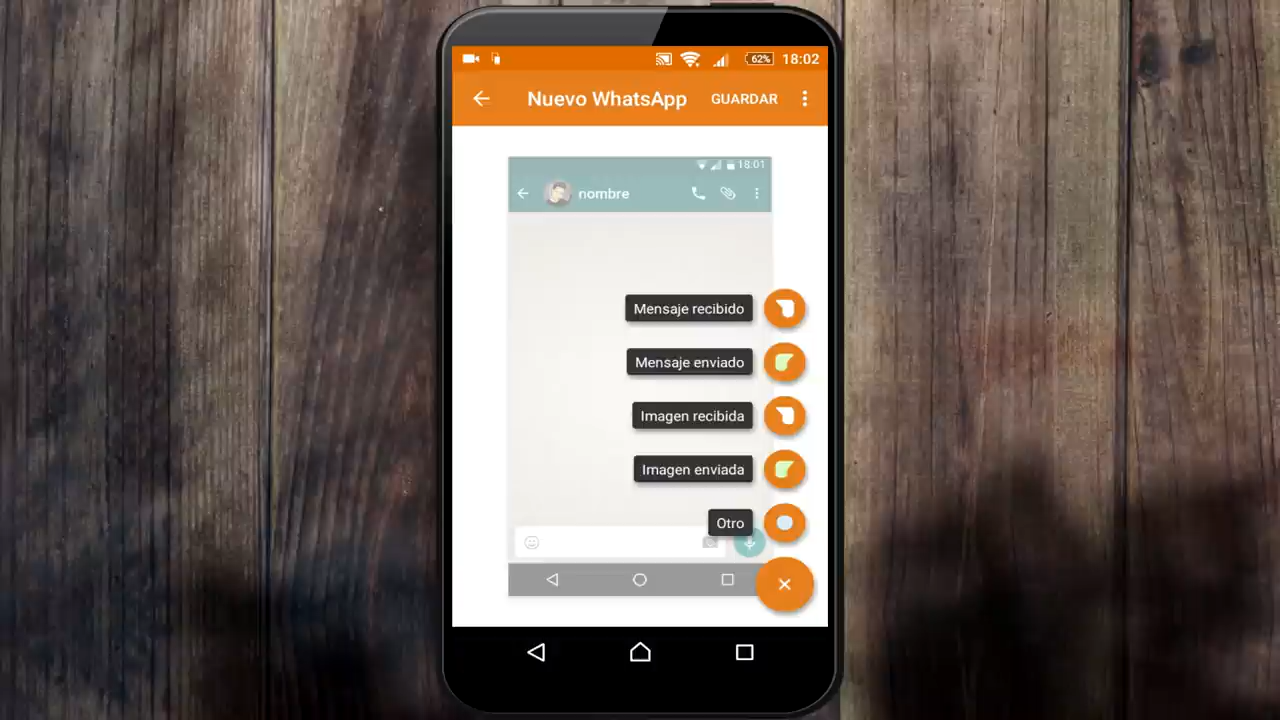 62% 18:02
Nuevo WhatsApp GUARDAR
18:01
nombre
Mensaje recibido
Mensaje enviado
Imagen recibida
Imagen enviada
Otro